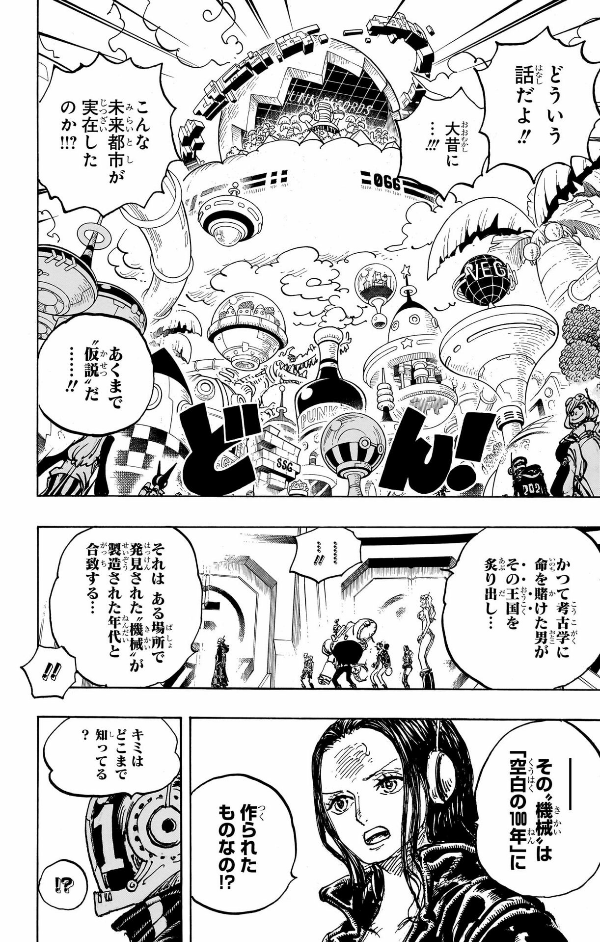 どういう
話だよ!!
大昔に
…!!!
こんな
未来都市が
実在した
のか!!!?
066
VEGA
あくまで
〝仮説〟だ
……!!
SSG
どん!
かつて考古学に
命を賭けた男が
その王国を
炙り出し…
…
!!
それは ある場所で
発見された〝機械〟が
製造された年代と
合致する…
!!
その〝機械〟は
「空白の100年」に
作られた
ものなの!?
キミは
どこまで
知ってる
?
1
!?